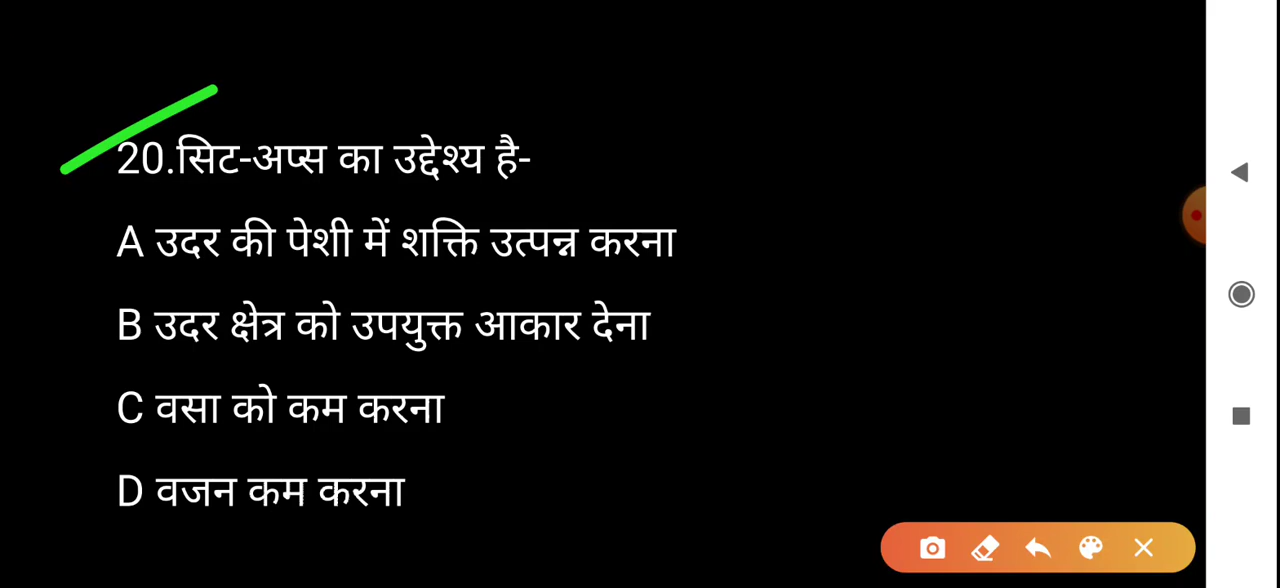 20.सिट-अप्स का उद्देश्य है-
A उदर की पेशी में शक्ति उत्पन्न करना
B उदर क्षेत्र को उपयुक्त आकार देना
C वसा को कम करना
D वजन कम करना